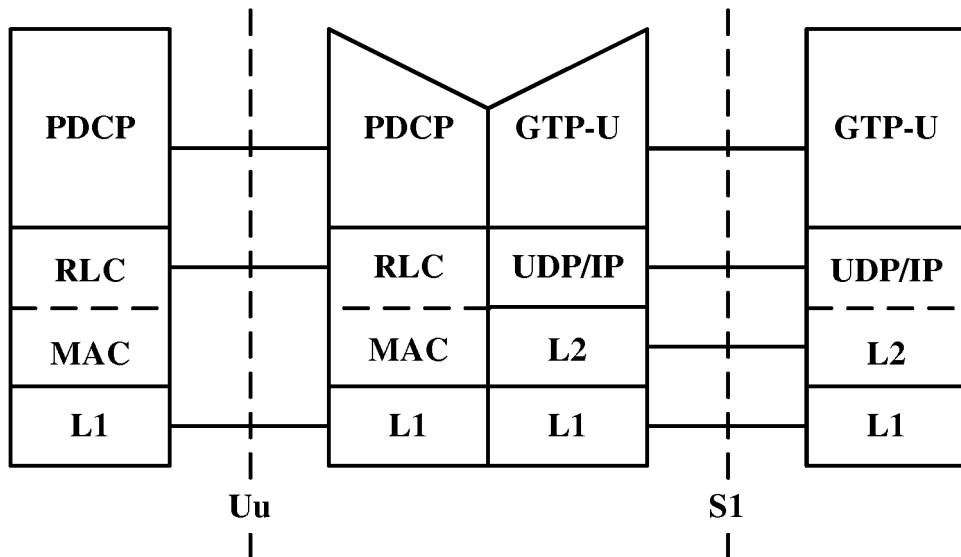 PDCP PDCP GTP-U GTP-U
RLC RLC UDP/IP UDP/IP
MAC MAC L2 L2
L1 L1 L1 L1
Uu S1